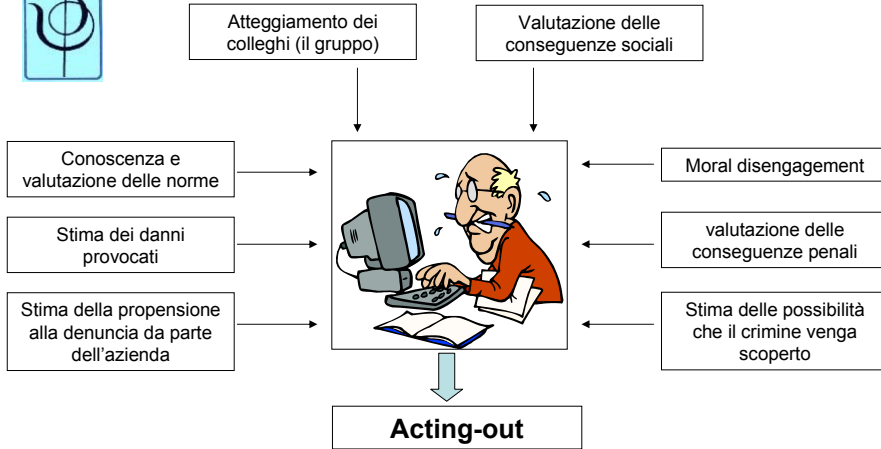 Atteggiamento dei
colleghi (il gruppo)
Valutazione delle
conseguenze sociali
Conoscenza e
valutazione delle norme
Moral disengagement
Stima dei danni
provocati
valutazione delle
conseguenze penali
Stima della propensione
alla denuncia da parte
dell'azienda
Stima delle possibilità
che il crimine venga
scoperto
Acting-out